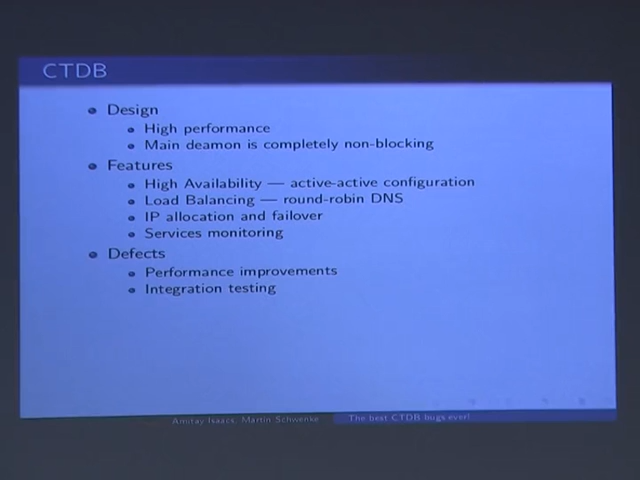 CTDB
Design
High performance
Main deamon is completely non-blocking
Features
High Availability — active-active configuration
Load Balancing — round-robin DNS
IP allocation and failover
Services monitoring
Defects
Performance improvements
Integration testing
Amitay Isaacs, Martin Schwenke The best CTDB bugs ever!